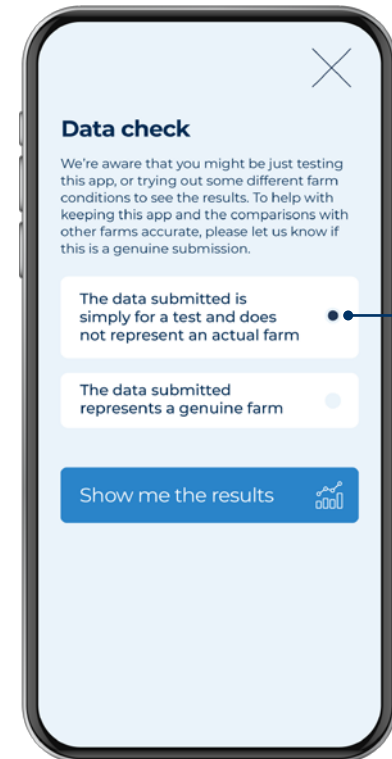 Data check
We're aware that you might be just testing
this app, or trying out some different farm
conditions to see the results. To help with
keeping this app and the comparisons with
other farms accurate, please let us know if
this is a genuine submission.
The data submitted is
simply for a test and does
not represent an actual farm
The data submitted
represents a genuine farm
Show me the results